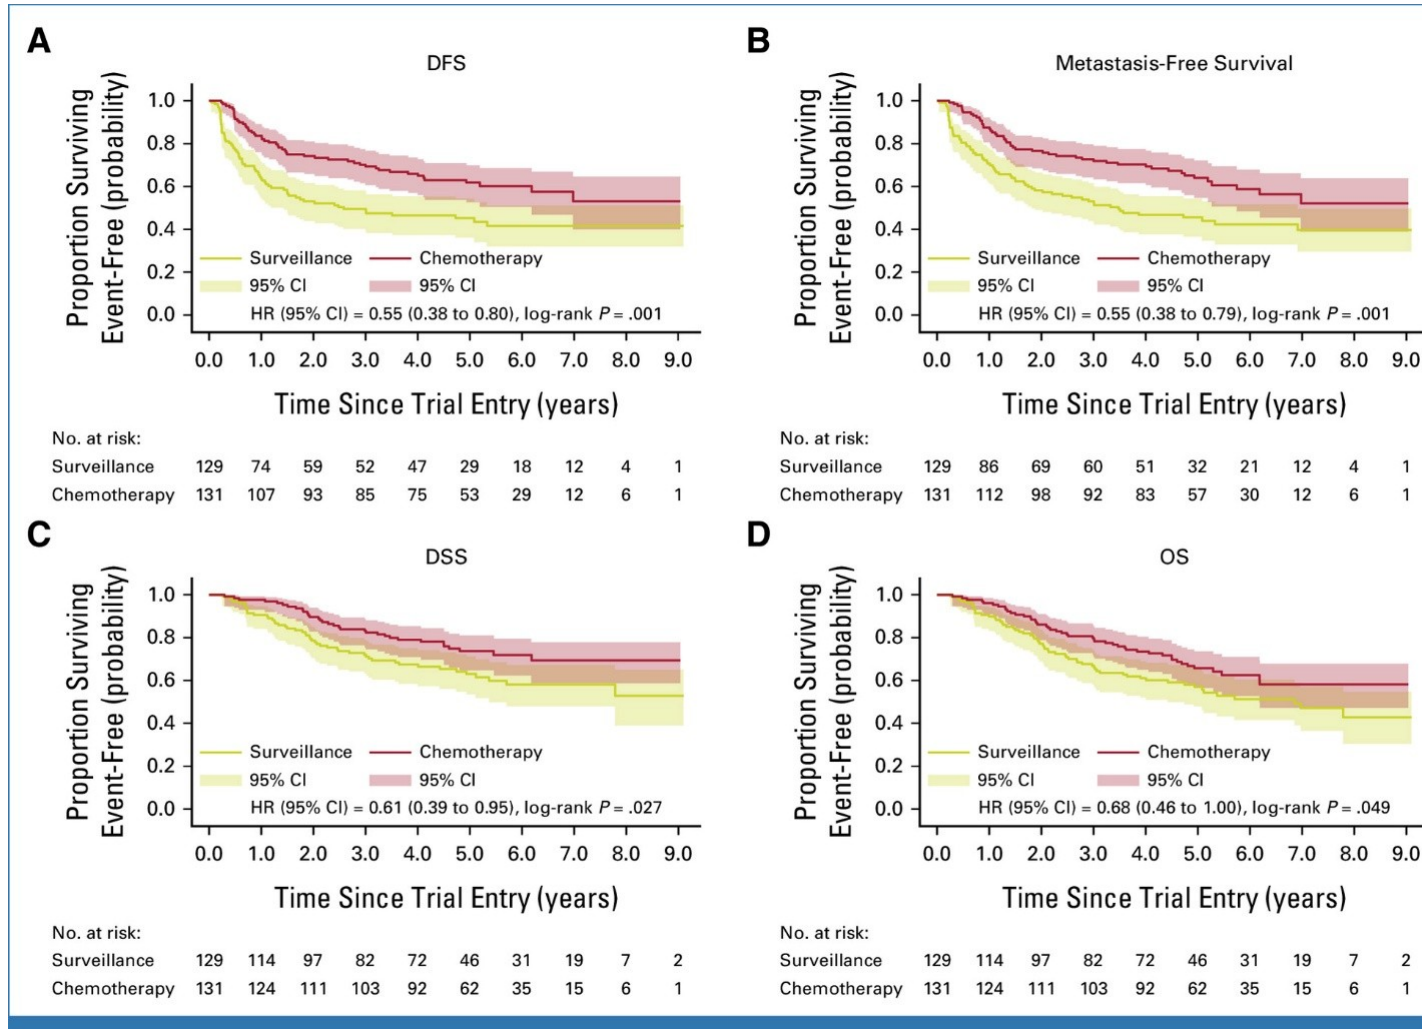 A
DFS
Proportion Surviving
Event-Free (probability)
1.0
0.8
0.6
0.4
0.2
0.0
Surveillance Chemotherapy
95% CI 95% CI
HR (95% CI) = 0.55 (0.38 to 0.80), log-rank P = .001
0.0 1.0 2.0 3.0 4.0 5.0 6.0 7.0 8.0 9.0
Time Since Trial Entry (years)
No. at risk:
Surveillance 129 74 59 52 47 29 18 12 4 1
Chemotherapy 131 107 93 85 75 53 29 12 6 1
B
Metastasis-Free Survival
Proportion Surviving
Event-Free (probability)
1.0
0.8
0.6
0.4
0.2
0.0
Surveillance Chemotherapy
95% CI 95% CI
HR (95% CI) = 0.55 (0.38 to 0.79), log-rank P = .001
0.0 1.0 2.0 3.0 4.0 5.0 6.0 7.0 8.0 9.0
Time Since Trial Entry (years)
No. at risk:
Surveillance 129 86 69 60 51 32 21 12 4 1
Chemotherapy 131 112 98 92 83 57 30 12 6 1
C
DSS
Proportion Surviving
Event-Free (probability)
1.0
0.8
0.6
0.4
0.2
0.0
Surveillance Chemotherapy
95% CI 95% CI
HR (95% CI) = 0.61 (0.39 to 0.95), log-rank P = .027
0.0 1.0 2.0 3.0 4.0 5.0 6.0 7.0 8.0 9.0
Time Since Trial Entry (years)
No. at risk:
Surveillance 129 114 97 82 72 46 31 19 7 2
Chemotherapy 131 124 111 103 92 62 35 15 6 1
D
OS
Proportion Surviving
Event-Free (probability)
1.0
0.8
0.6
0.4
0.2
0.0
Surveillance Chemotherapy
95% CI 95% CI
HR (95% CI) = 0.68 (0.46 to 1.00), log-rank P = .049
0.0 1.0 2.0 3.0 4.0 5.0 6.0 7.0 8.0 9.0
Time Since Trial Entry (years)
No. at risk:
Surveillance 129 114 97 82 72 46 31 19 7 2
Chemotherapy 131 124 111 103 92 62 35 15 6 1